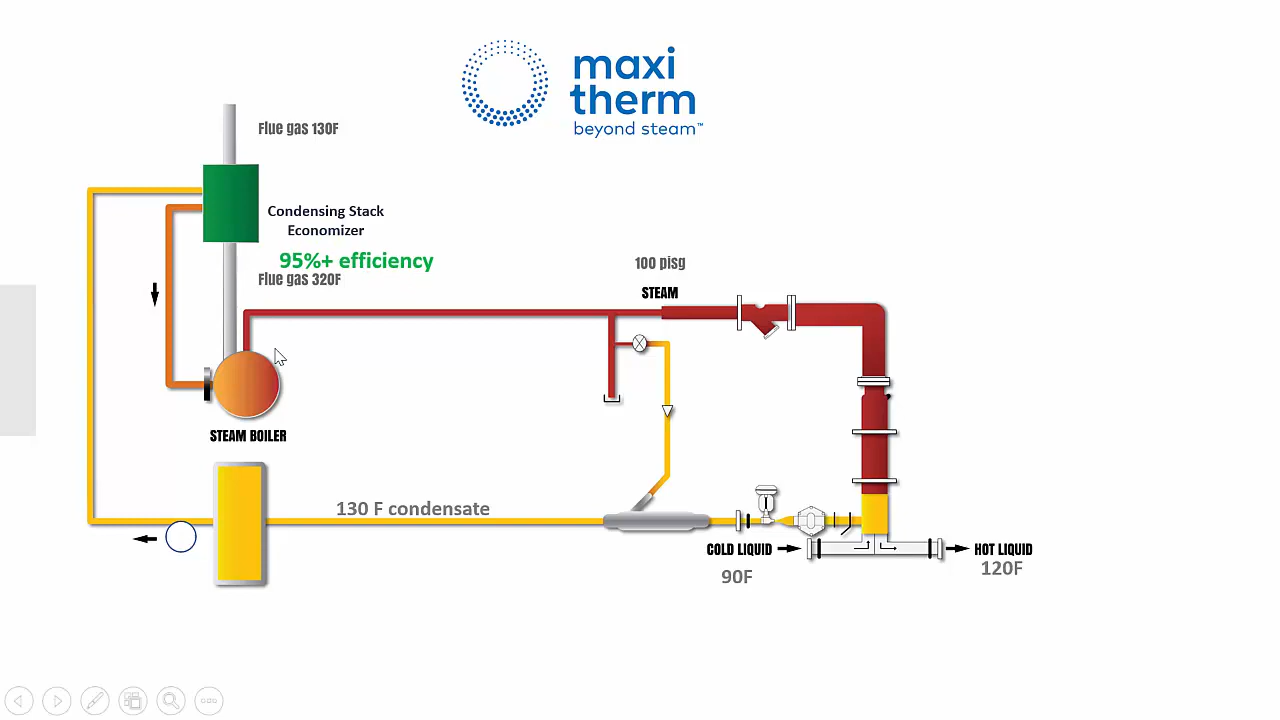 maxi
therm
beyond steam™
Flue gas 130F
Condensing Stack
Economizer
95%+ efficiency
Flue gas 320F
100 pisg
STEAM
STEAM BOILER
130 F condensate
COLD LIQUID
90F
HOT LIQUID
120F